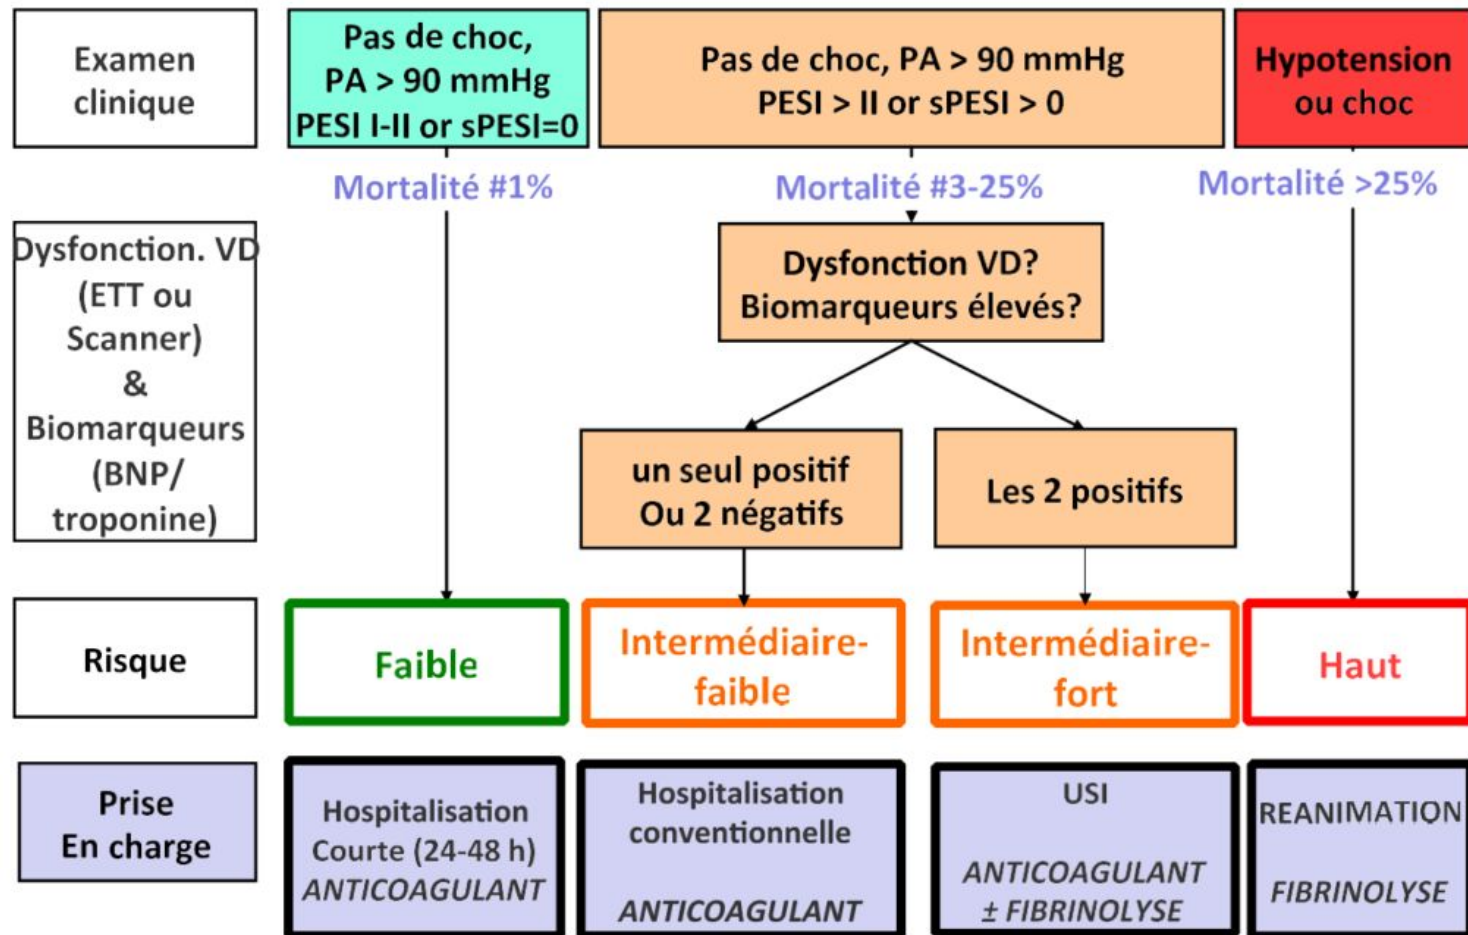 Examen
clinique
Pas de choc,
PA > 90 mmHg
PESI I-II or sPESI=0
Pas de choc, PA > 90 mmHg
PESI > II or sPESI > 0
Hypotension
ou choc
Mortalité #1%
Mortalité #3-25%
Mortalité >25%
Dysfonction. VD
(ETT ou
Scanner)
&
Biomarqueurs
(BNP/
troponine)
Dysfonction VD?
Biomarqueurs élevés?
un seul positif
Ou 2 négatifs
Les 2 positifs
Risque
Faible
Intermédiaire-
faible
Intermédiaire-
fort
Haut
Prise
En charge
Hospitalisation
Courte (24-48 h)
ANTICOAGULANT
Hospitalisation
conventionnelle
ANTICOAGULANT
USI
ANTICOAGULANT
± FIBRINOLYSE
REANIMATION
FIBRINOLYSE